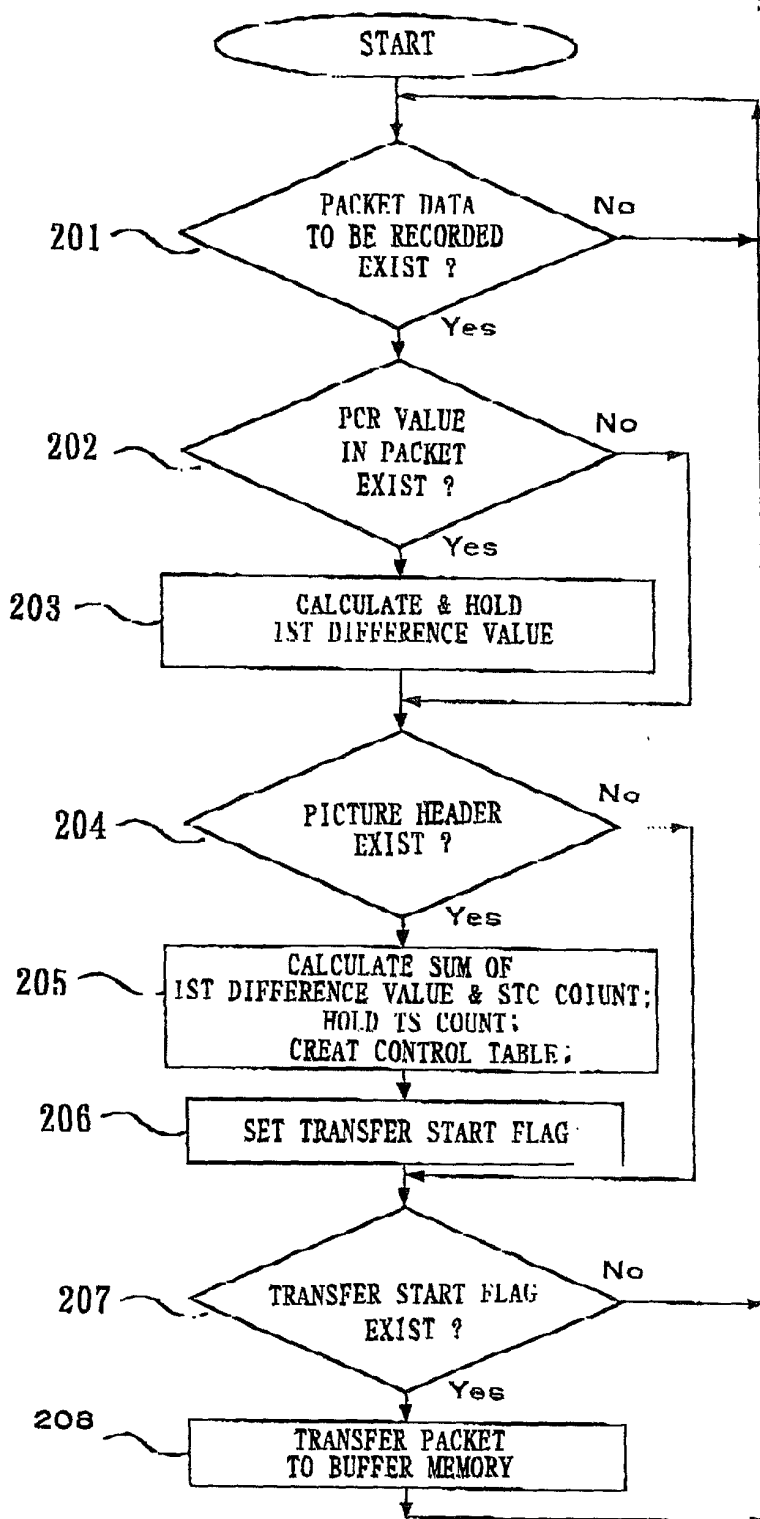 START
PACKET DATA
TO BE RECORDED
EXIST ?
No
201
Yes
PCR VALUE
IN PACKET
EXIST ?
No
202
Yes
203
CALCULATE & HOLD
1ST DIFFERENCE VALUE
No
204
PICTURE HEADER
EXIST ?
Yes
205
CALCULATE SUM OF
1ST DIFFERENCE VALUE & STC COIUNT;
HOLD TS COUNT;
CREAT CONTROL TABLE;
206
SET TRANSFER START FLAG
No
207
TRANSFER START FLAG
EXIST ?
Yes
208
TRANSFER PACKET
TO BUFFER MEMORY